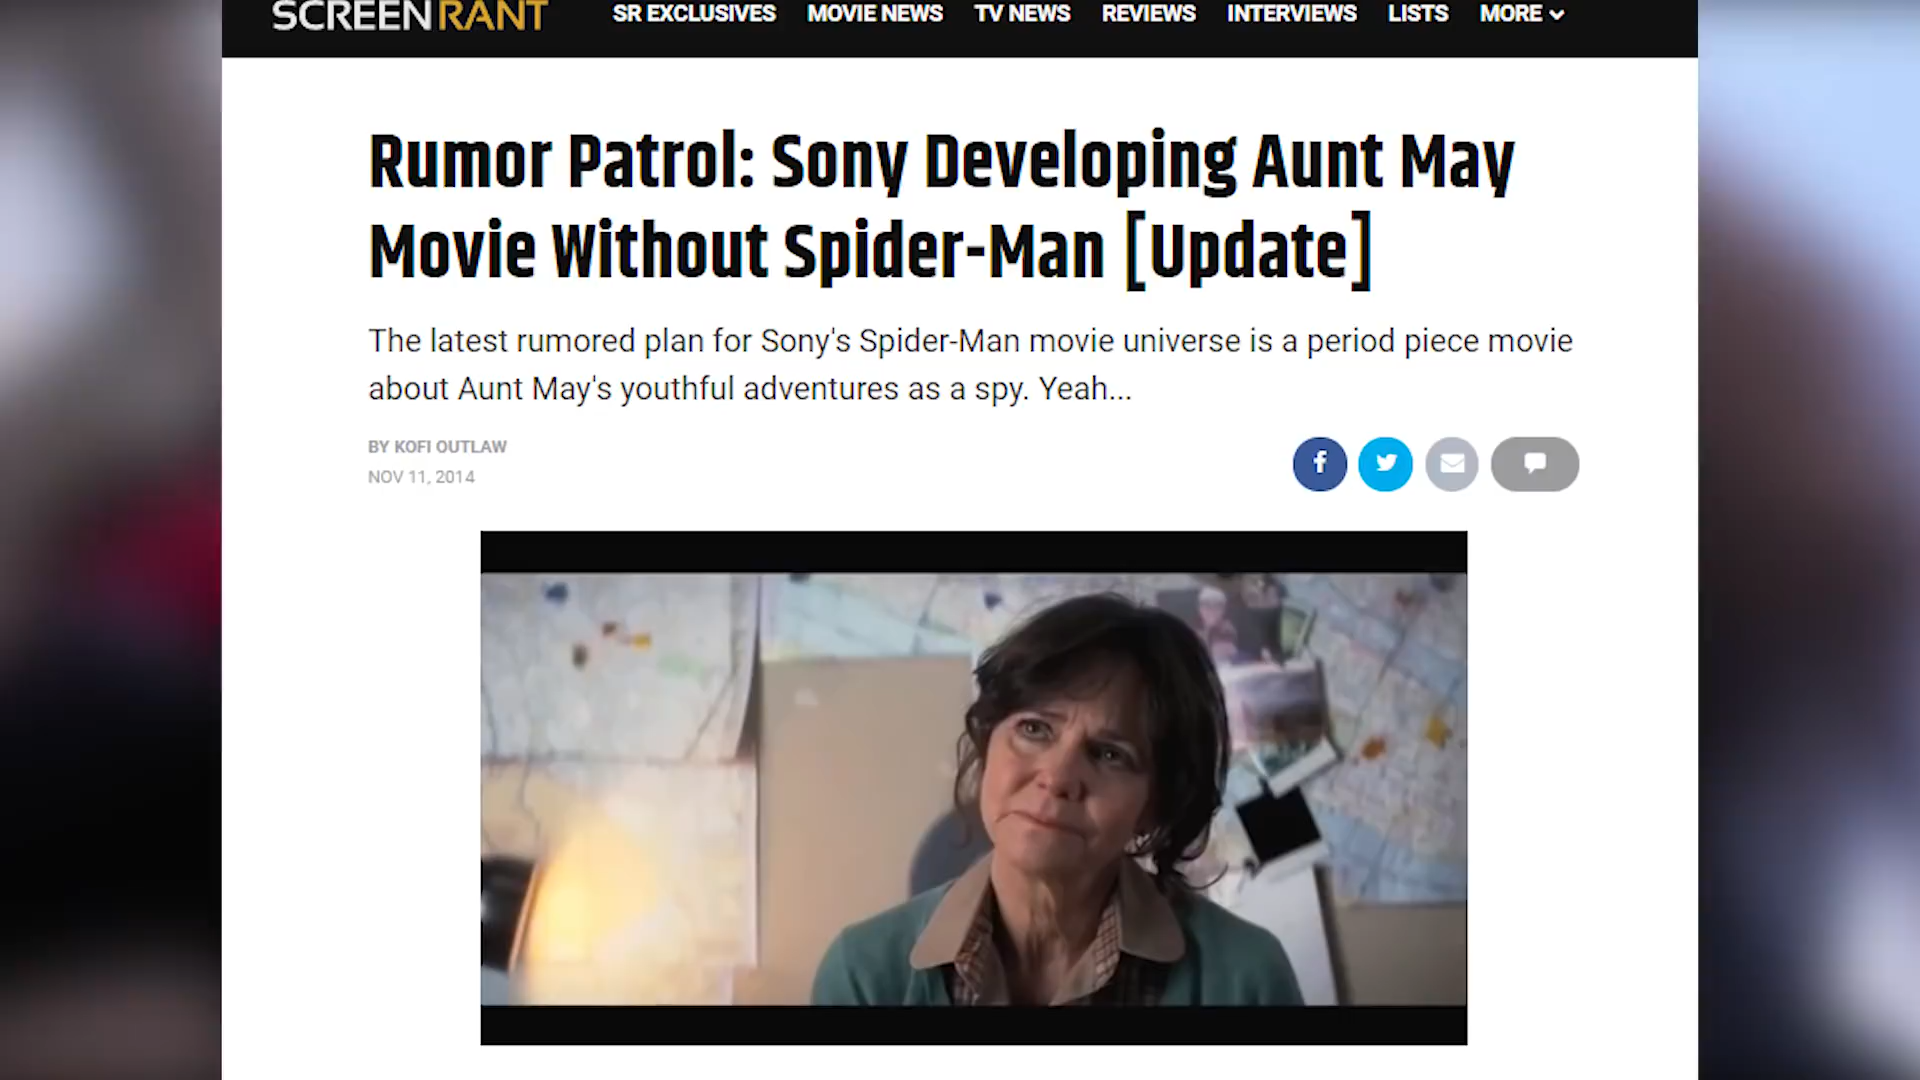 SCREENRANT
SR EXCLUSIVES MOVIE NEWS TV NEWS REVIEWS INTERVIEWS LISTS MORE
Rumor Patrol: Sony Developing Aunt May
Movie Without Spider-Man [Update]
The latest rumored plan for Sony's Spider-Man movie universe is a period piece movie
about Aunt May's youthful adventures as a spy. Yeah...
BY KOFI OUTLAW
NOV 11, 2014